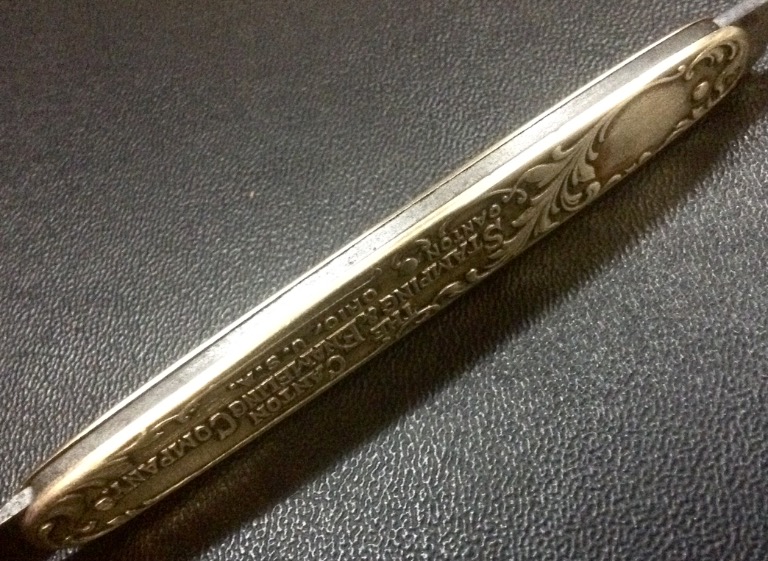 THE CANTON
STAMPING & ENAMELING COMPANY.
CANTON, OHIO, U.S.A.